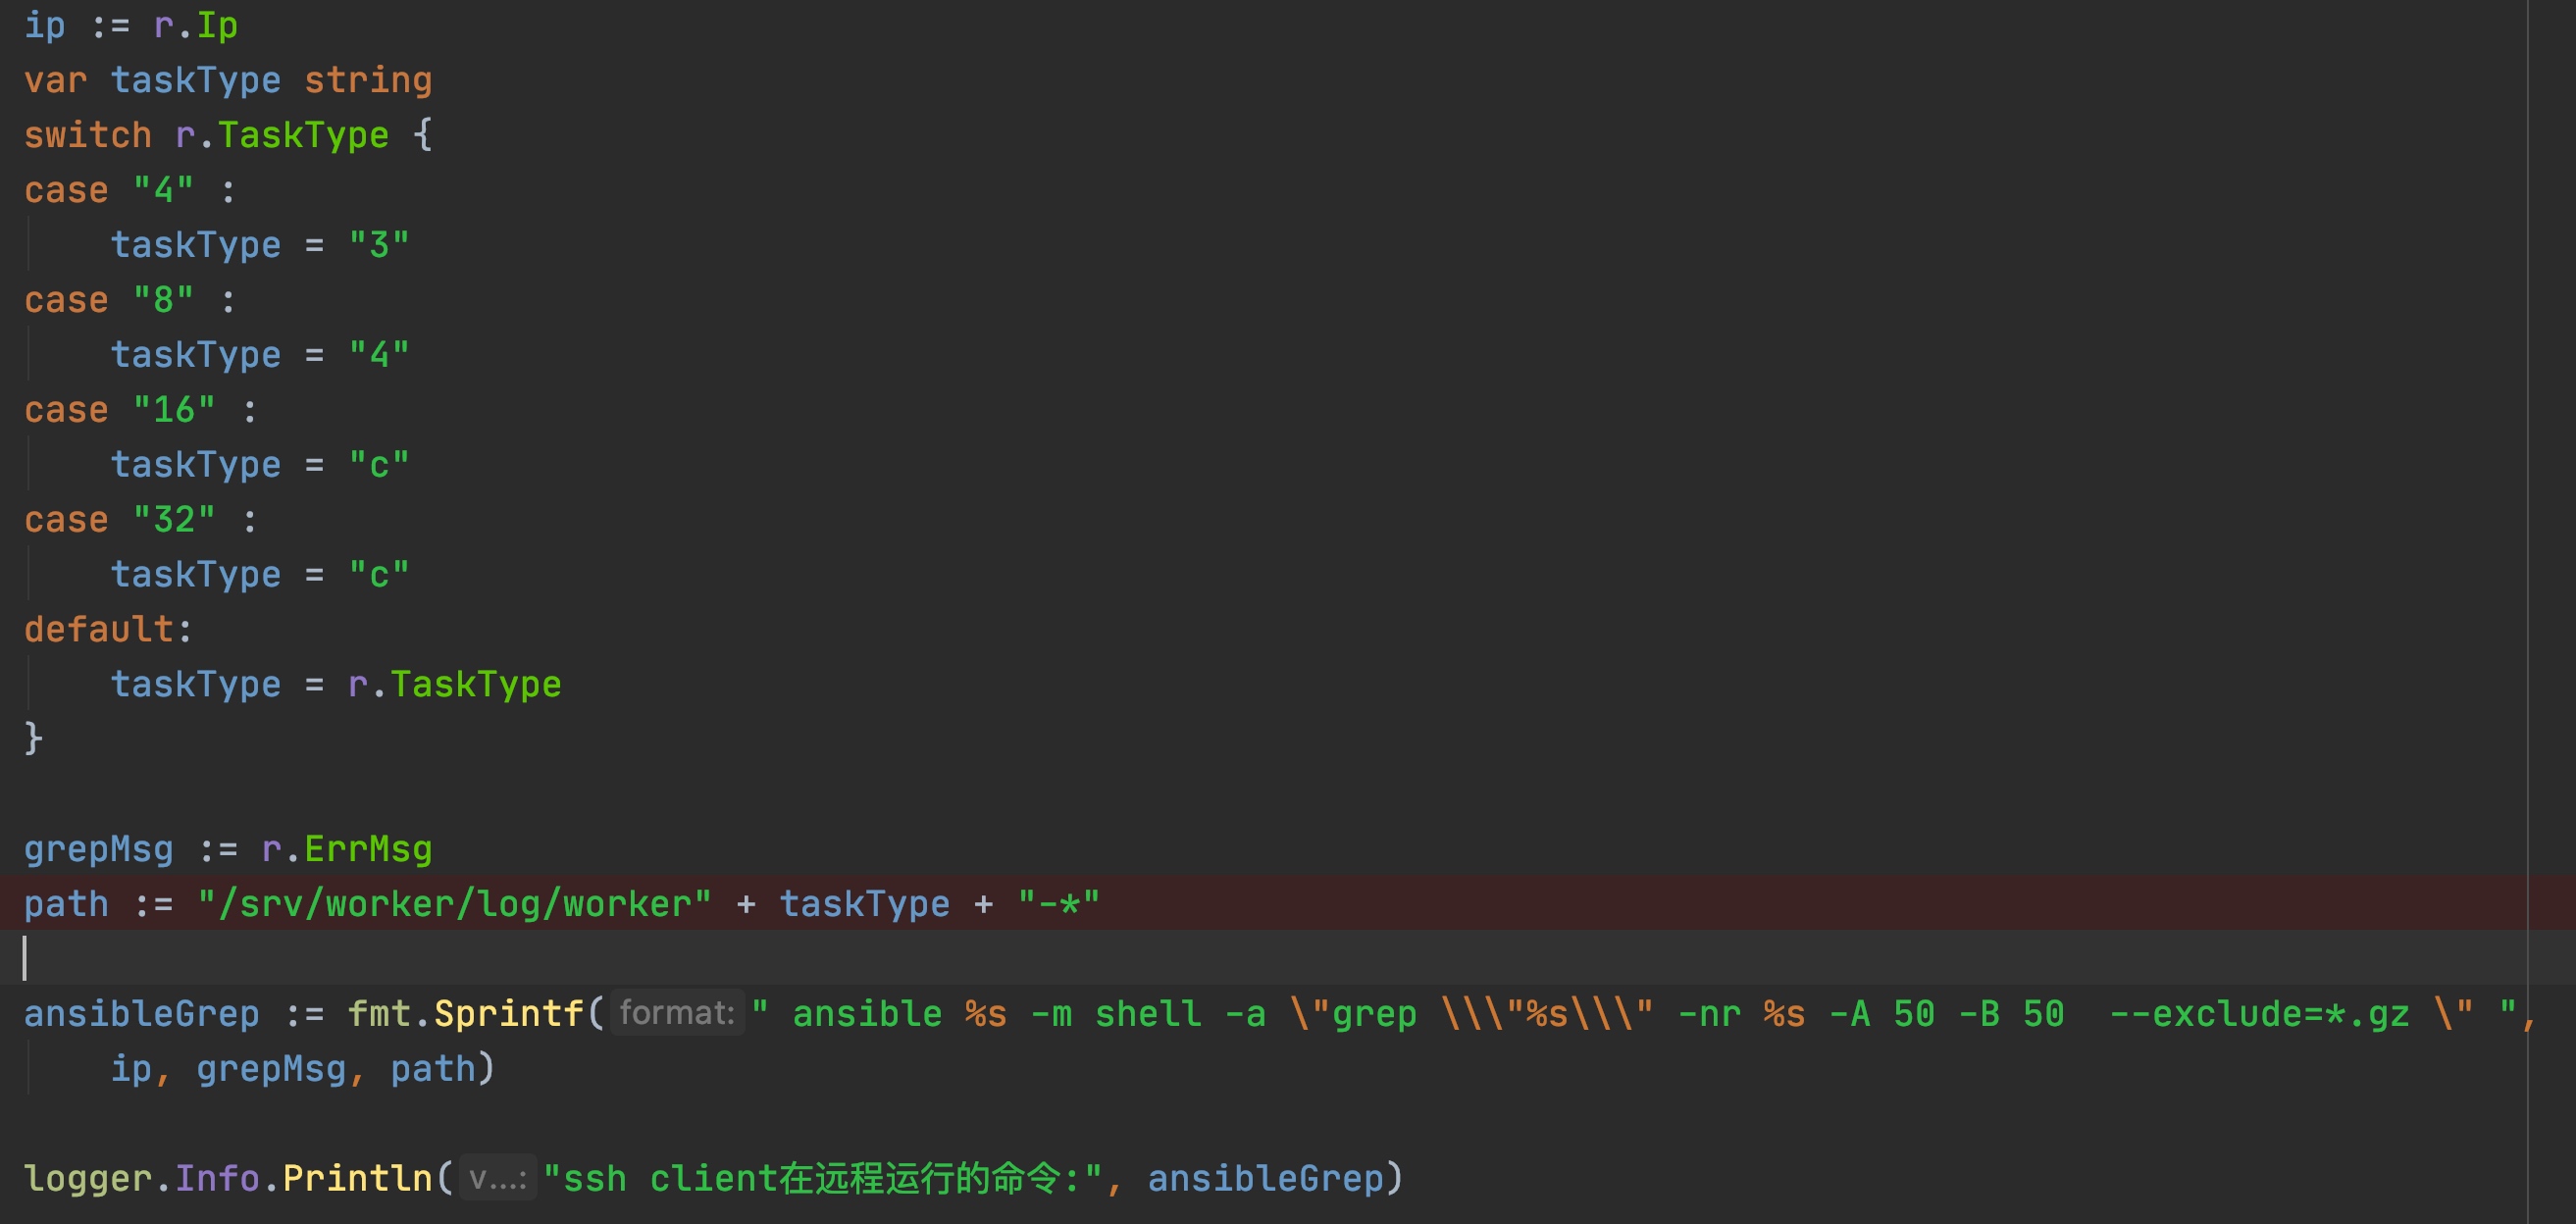 ip := r.Ip
var taskType string
switch r.TaskType {
case "4" :
    taskType = "3"
case "8" :
    taskType = "4"
case "16" :
    taskType = "c"
case "32" :
    taskType = "c"
default:
    taskType = r.TaskType
}
grepMsg := r.ErrMsg
path := "/srv/worker/log/worker" + taskType + "-*"
ansibleGrep := fmt.Sprintf( format: " ansible %s -m shell -a \"grep \\\"%s\\\" -nr %s -A 50 -B 50  --exclude=*.gz \" ",
    ip, grepMsg, path)
logger.Info.Println( v...: "ssh client在远程运行的命令:", ansibleGrep)